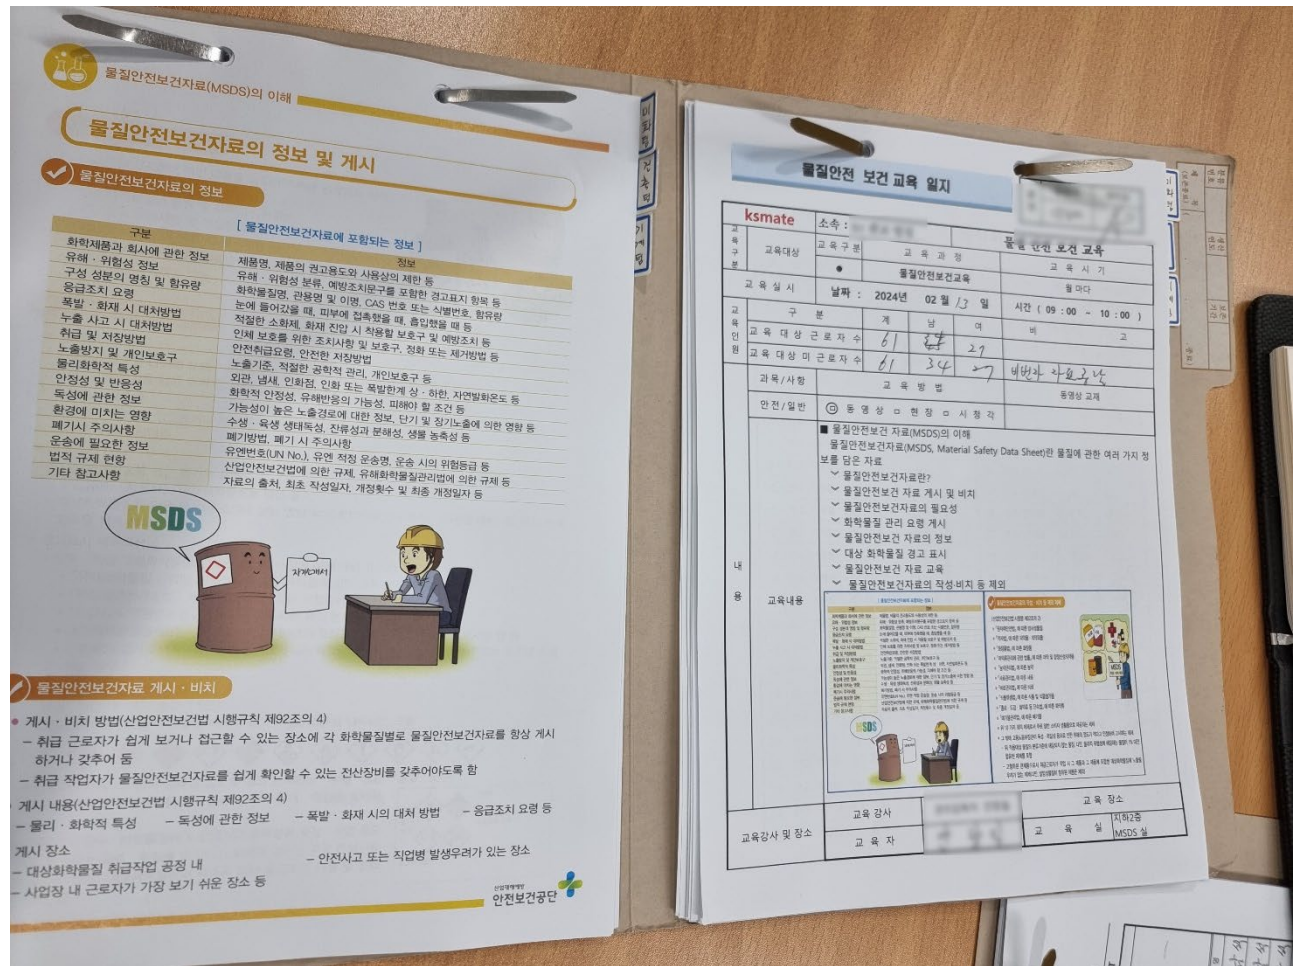 물질안전보건자료(MSDS)의 이해
물질안전보건자료의 정보 및 게시
물질안전보건자료의 정보
[ 물질안전보건자료에 포함되는 정보 ]
구분 정보
화학제품과 회사에 관한 정보 제품명, 제품의 권고용도와 사용상의 제한 등
유해 · 위험성 정보 유해 · 위험성 분류, 예방조치문구를 포함한 경고표지 항목 등
구성 성분의 명칭 및 함유량 화학물질명, 관용명 및 이명, CAS 번호 또는 식별번호, 함유량
응급조치 요령 눈에 들어갔을 때, 피부에 접촉했을 때, 흡입했을 때 등
폭발 · 화재 시 대처방법 적절한 소화제, 화재 진압 시 착용할 보호구 및 예방조치 등
누출 사고 시 대처방법 인체 보호를 위한 조치사항 및 보호구, 정화 또는 제거방법 등
취급 및 저장방법 안전취급요령, 안전한 저장방법
노출방지 및 개인보호구 노출기준, 적절한 공학적 관리, 개인보호구 등
물리화학적 특성 외관, 냄새, 인화점, 인화 또는 폭발한계 상 · 하한, 자연발화온도 등
안정성 및 반응성 화학적 안정성, 유해반응의 가능성, 피해야 할 조건 등
독성에 관한 정보 가능성이 높은 노출경로에 대한 정보, 단기 및 장기노출에 의한 영향 등
환경에 미치는 영향 수생 · 육생 생태독성, 잔류성과 분해성, 생물 농축성 등
폐기시 주의사항 폐기방법, 폐기 시 주의사항
운송에 필요한 정보 유엔번호(UN No.), 유엔 적정 운송명, 운송 시의 위험등급 등
법적 규제 현황 산업안전보건법에 의한 규제, 유해화학물질관리법에 의한 규제 등
기타 참고사항 자료의 출처, 최초 작성일자, 개정횟수 및 최종 개정일자 등
MSDS
자기소개서
물질안전보건자료 게시 · 비치
게시 · 비치 방법(산업안전보건법 시행규칙 제92조의 4)
– 취급 근로자가 쉽게 보거나 접근할 수 있는 장소에 각 화학물질별로 물질안전보건자료를 항상 게시
하거나 갖추어 둠
– 취급 작업자가 물질안전보건자료를 쉽게 확인할 수 있는 전산장비를 갖추어야도록 함
게시 내용(산업안전보건법 시행규칙 제92조의 4)
– 물리 · 화학적 특성 – 독성에 관한 정보 – 폭발 · 화재 시의 대처 방법 – 응급조치 요령 등
게시 장소
– 대상화학물질 취급작업 공정 내 – 안전사고 또는 직업병 발생우려가 있는 장소
– 사업장 내 근로자가 가장 보기 쉬운 장소 등
산업재해예방
안전보건공단
물질안전 보건 교육 일지
ksmate 소속 :
물질 안전 보건 교육
교육구분 교육대상 교육구분 교 육 과 정 교 육 시 기
● 물질안전보건교육 월마다
교 육 실 시 날짜 : 2024년 02 월 13 일 시간 ( 09 : 00 ~ 10 : 00 )
교육인원 구 분 계 남 여 비 고
교 육 대 상 근 로 자 수 61 27
교육 대상 미 근로자 수 61 34 27
과목/사항 교 육 방 법 동영상 교재
안전/일반 동 영 상 □ 현 장 □ 시 청 각
내용 교육내용
■ 물질안전보건 자료(MSDS)의 이해
물질안전보건자료(MSDS, Material Safety Data Sheet)란 물질에 관한 여러 가지 정
보를 담은 자료
물질안전보건자료란?
물질안전보건 자료 게시 및 비치
물질안전보건자료의 필요성
화학물질 관리 요령 게시
물질안전보건 자료의 정보
대상 화학물질 경고 표시
물질안전보건 자료 교육
물질안전보건자료의 작성·비치 등 제외
MSDS
MSDS
교육강사 및 장소 교육 강사 교 육 장 소
교 육 자 교 육 실 지하2층
MSDS 실